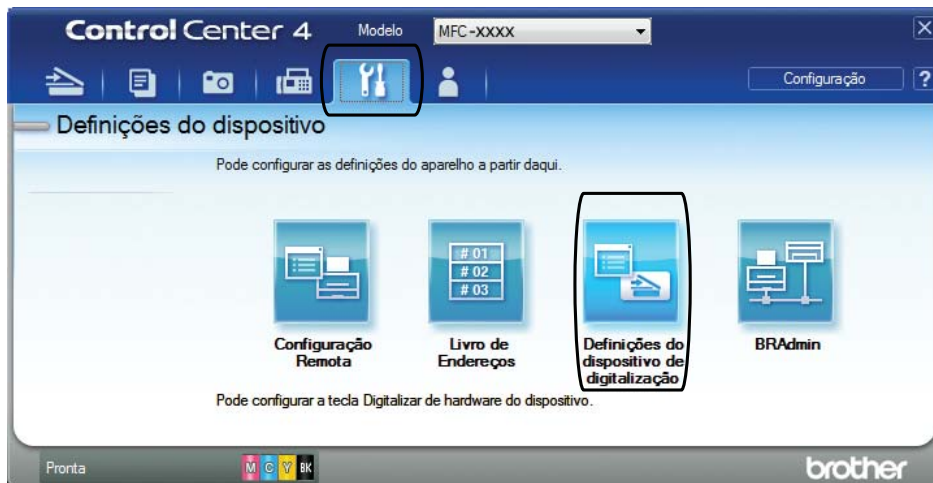 Control Center 4 Modelo MFC-XXXX X
Configuração ?
Definições do dispositivo
Pode configurar as definições do aparelho a partir daqui.
# 01
# 02
# 03
Configuração Remota
Livro de Endereços
Definições do dispositivo de digitalização
BRAdmin
Pode configurar a tecla Digitalizar de hardware do dispositivo.
Pronta M C Y BK brother